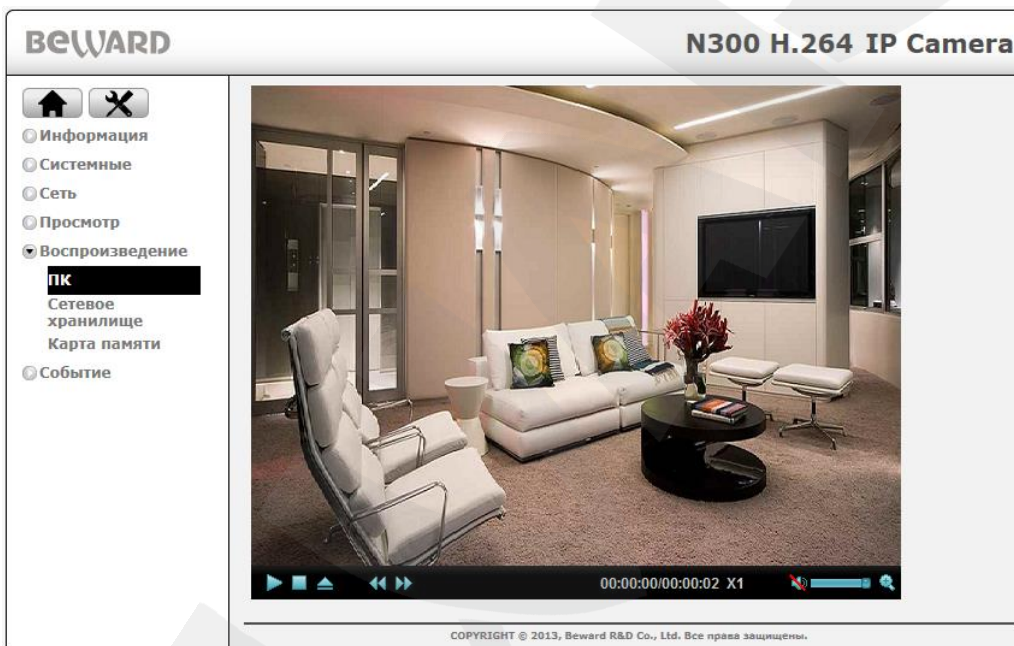 BEWARD
N300 H.264 IP Camera
Информация
Системные
Сеть
Просмотр
Воспроизведение
ПК
Сетевое
хранилище
Карта памяти
Событие
00:00:00/00:00:02 X1
COPYRIGHT © 2013, Beward R&D Co., Ltd. Все права защищены.